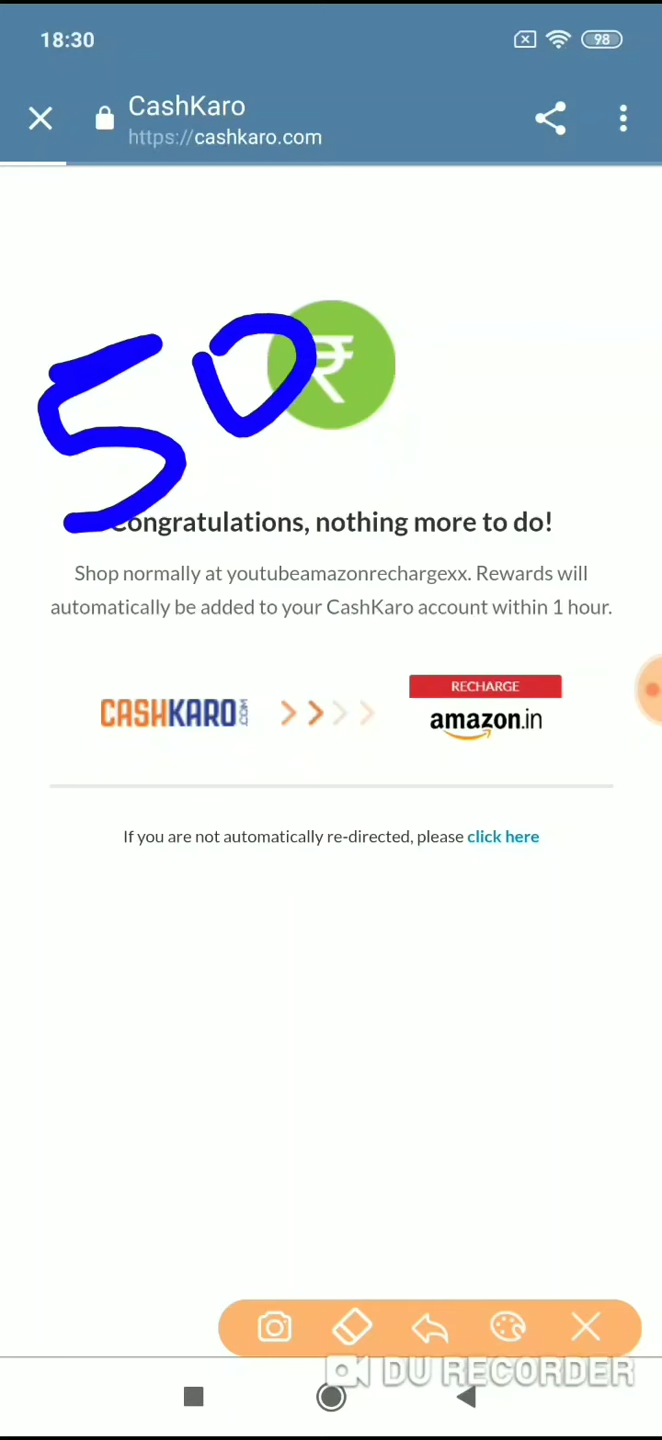 18:30
98
CashKaro
https://cashkaro.com
50
₹
Congratulations, nothing more to do!
Shop normally at youtubeamazonrechargexx. Rewards will
automatically be added to your CashKaro account within 1 hour.
RECHARGE
CASHKARO.COM
amazon.in
If you are not automatically re-directed, please click here
DU RECORDER